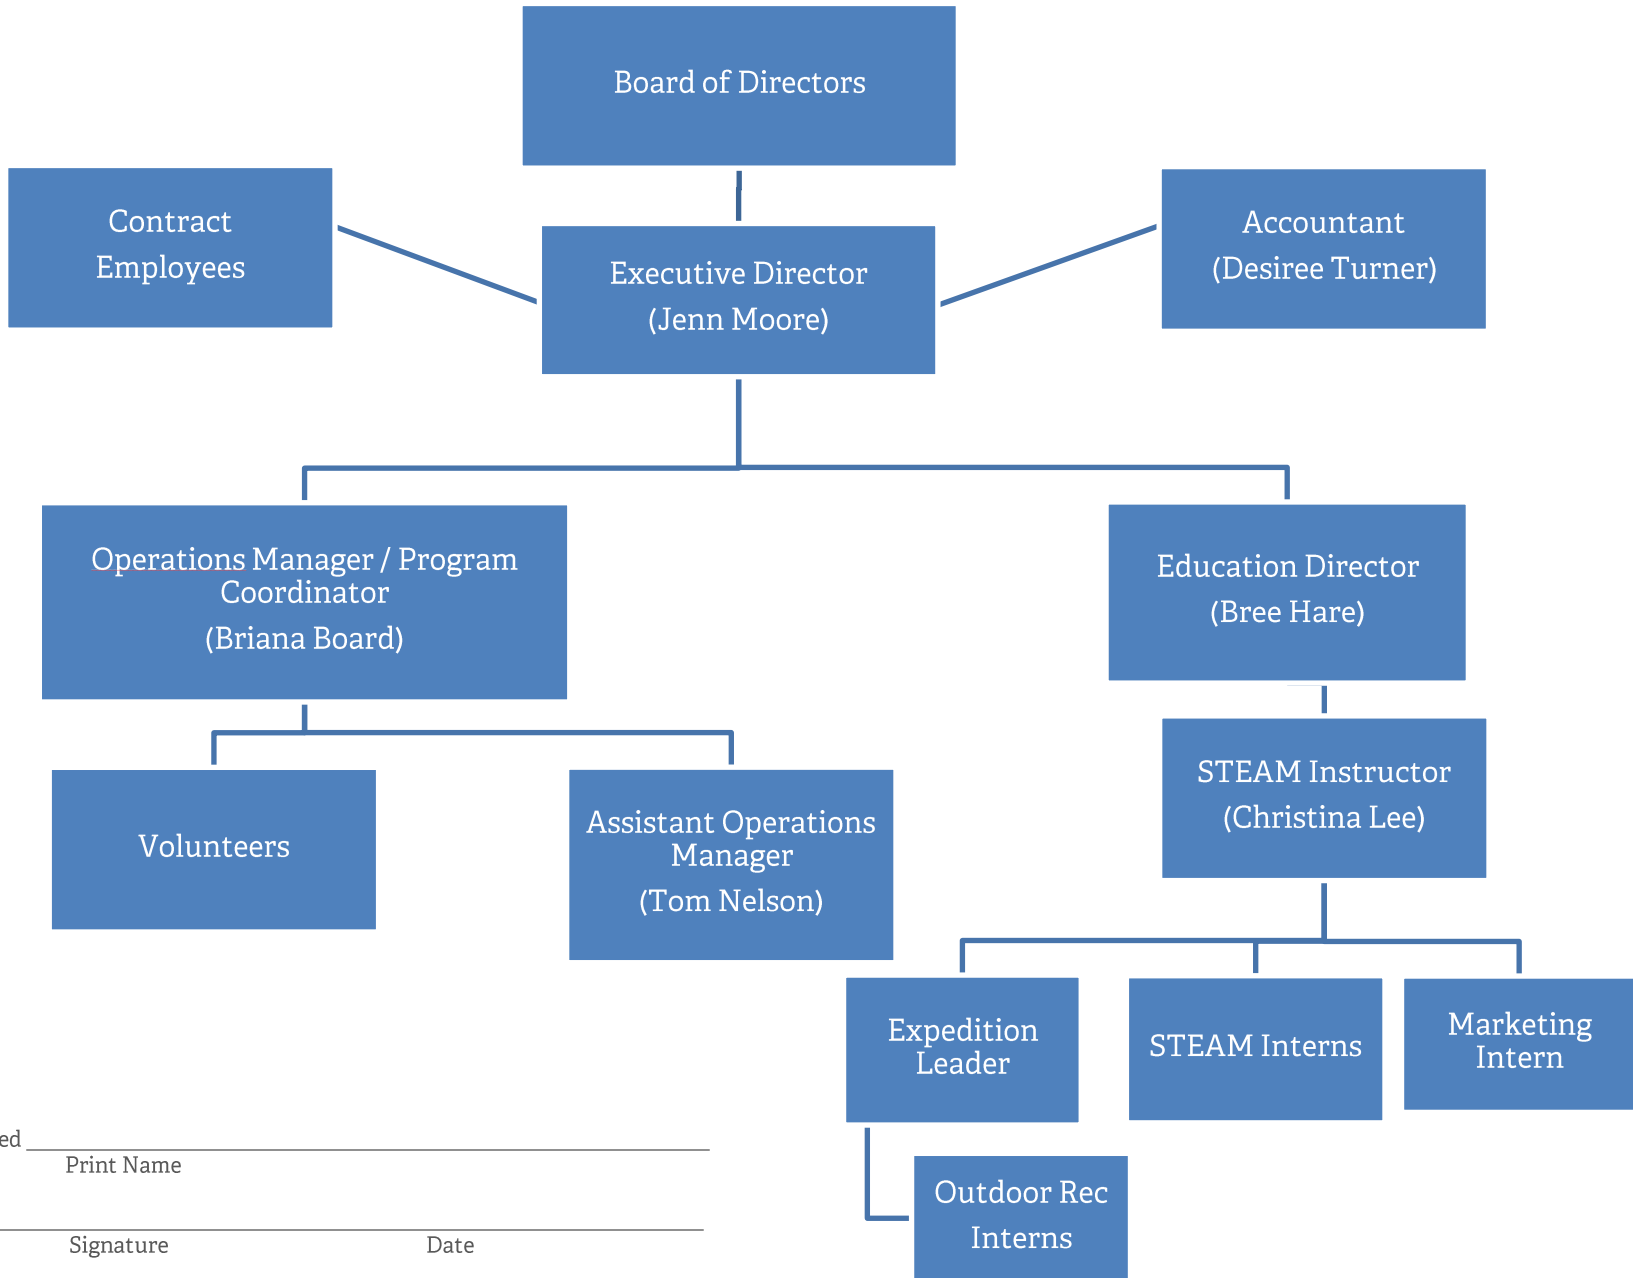 Board of Directors
Contract
Employees
Accountant
(Desiree Turner)
Executive Director
(Jenn Moore)
Operations Manager / Program
Coordinator
(Briana Board)
Education Director
(Bree Hare)
STEAM Instructor
(Christina Lee)
Volunteers
Assistant Operations
Manager
(Tom Nelson)
Expedition
Leader
STEAM Interns
Marketing
Intern
Outdoor Rec
Interns
ed
Print Name
Signature Date